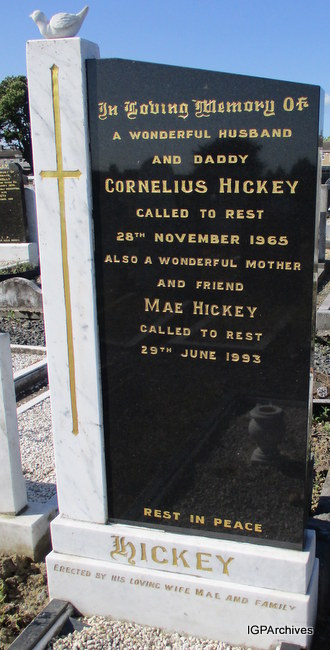 In Loving Memory Of
A WONDERFUL HUSBAND
AND DADDY
CORNELIUS HICKEY
CALLED TO REST
28TH NOVEMBER 1965
ALSO A WONDERFUL MOTHER
AND FRIEND
MAE HICKEY
CALLED TO REST
29TH JUNE 1993
REST IN PEACE
HICKEY
ERECTED BY HIS LOVING WIFE MAE AND FAMILY
IGPArchives